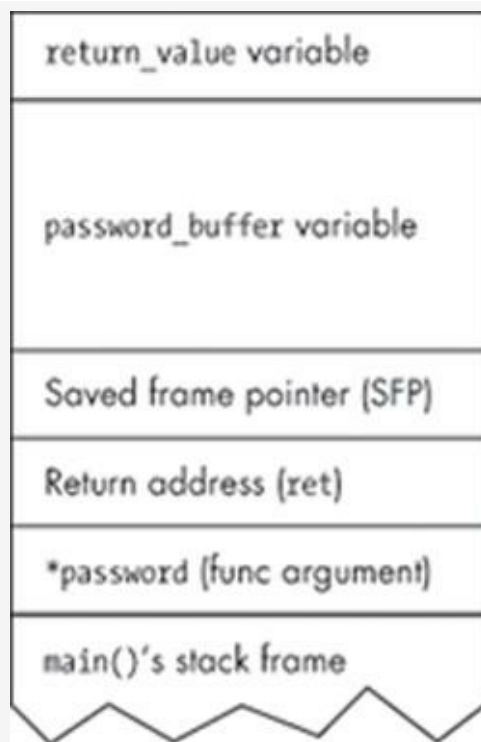 return_value variable
password_buffer variable
Saved frame pointer (SFP)
Return address (ret)
*password (func argument)
main()'s stack frame